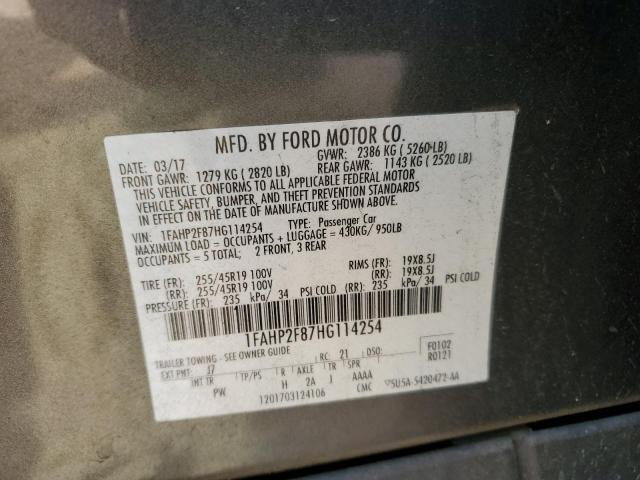 MFD. BY FORD MOTOR CO.
DATE: 03/17 GVWR: 2386 KG ( 5260 LB)
FRONT GAWR: 1279 KG ( 2820 LB) REAR GAWR: 1143 KG ( 2520 LB)
THIS VEHICLE CONFORMS TO ALL APPLICABLE FEDERAL MOTOR
VEHICLE SAFETY, BUMPER, AND THEFT PREVENTION STANDARDS
IN EFFECT ON THE DATE OF MANUFACTURE SHOWN ABOVE.
VIN: 1FAHP2F87HG114254 TYPE: Passenger Car
MAXIMUM LOAD = OCCUPANTS + LUGGAGE = 430KG/ 950LB
OCCUPANTS = 5 TOTAL; 2 FRONT, 3 REAR
TIRE (FR): 255/45R19 100V RIMS (FR): 19X8.5J
(RR): 255/45R19 100V (RR): 19X8.5J
PRESSURE (FR): 235 kPa/ 34 PSI COLD (RR): 235 kPa/ 34 PSI COLD
1FAHP2F87HG114254
TRAILER TOWING - SEE OWNER GUIDE
EXT PNT: J7 RC: 21 DSO: F0102
INT TR TP/PS R AXLE TR SPR R0121
PW H 2A J AAAA
1201703124106 CMC 5U5A-5420472-AA